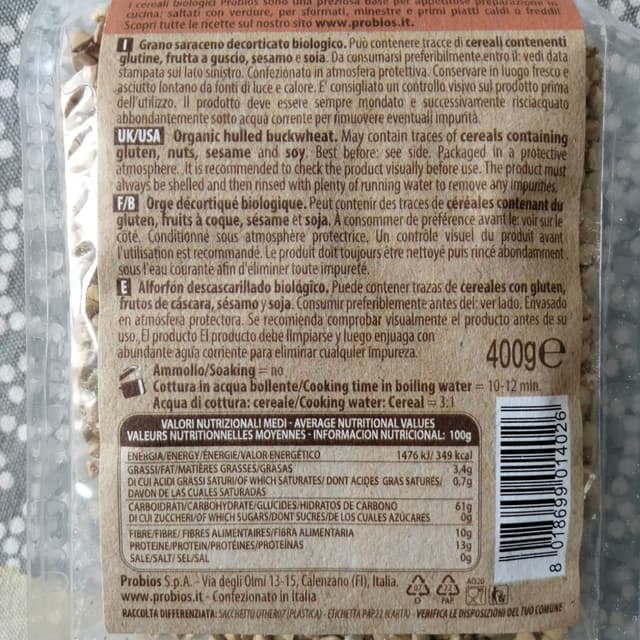 I cereali biologici Probios sono una preziosa base per appetitose preparazione in
cucina: saltati con verdure, per sformati, minestre e primi piatti caldi o freddi!
Scopri tutte le ricette sul nostro sito www.probios.it.
I Grano saraceno decorticato biologico. Può contenere tracce di cereali contenenti
glutine, frutta a guscio, sesamo e soia. Da consumarsi preferibilmente entro il: vedi data
stampata sul lato sinistro. Confezionato in atmosfera protettiva. Conservare in luogo fresco e
asciutto lontano da fonti di luce e calore. E' consigliato un controllo visivo sul prodotto prima
dell'utilizzo. Il prodotto deve essere sempre mondato e successivamente risciacquato
abbondantemente sotto acqua corrente per rimuovere eventuali impurità.
UK/USA Organic hulled buckwheat. May contain traces of cereals containing
gluten, nuts, sesame and soy. Best before: see side. Packaged in a protective
atmosphere. It is recommended to check the product visually before use. The product must
always be shelled and then rinsed with plenty of running water to remove any impurities.
F/B Orge décortiqué biologique. Peut contenir des traces de céréales contenant du
gluten, fruits à coque, sésame et soja. À consommer de préférence avant le: voir sur le
côté. Conditionné sous atmosphère protectrice. Un contrôle visuel du produit avant
l'utilisation est recommandé. Le produit doit toujours être nettoyé puis rincé abondamment
sous l'eau courante afin d'éliminer toute impureté.
E Alforfón descascarillado biológico. Puede contener trazas de cereales con gluten,
frutos de cáscara, sésamo y soja. Consumir preferiblemente antes del: ver lado. Envasado
en atmósfera protectora. Se recomienda comprobar visualmente el producto antes de su
uso. El producto El producto debe limpiarse y luego enjuaga con
abundante agua corriente para eliminar cualquier impureza.
400g e
Ammollo/Soaking = no
Cottura in acqua bollente/Cooking time in boiling water = 10-12 min.
Acqua di cottura: cereale/Cooking water: Cereal = 3:1
VALORI NUTRIZIONALI MEDI - AVERAGE NUTRITIONAL VALUES
VALEURS NUTRITIONNELLES MOYENNES - INFORMACION NUTRICIONAL: 100g
ENERGIA/ENERGY/ÉNERGIE/VALOR ENERGÉTICO 1476 kJ/ 349 kcal
GRASSI/FAT/MATIÈRES GRASSES/GRASAS 3,4g
DI CUI ACIDI GRASSI SATURI/OF WHICH SATURATES/ DONT ACIDES GRAS SATURÉS/ 0,7g
DAVON DE LAS CUALES SATURADAS
CARBOIDRATI/CARBOHYDRATE/GLUCIDES/HIDRATOS DE CARBONO 61g
DI CUI ZUCCHERI/OF WHICH SUGARS/DONT SUCRES/DE LOS CUALES AZÚCARES 0g
FIBRE/FIBRE/ FIBRES ALIMENTAIRES/FIBRA ALIMENTARIA 10g
PROTEINE/PROTEIN/PROTÉINES/PROTEÍNAS 13g
SALE/SALT/ SEL/SAL 0g
8 018699 014026
Probios S.p.A. - Via degli Olmi 13-15, Calenzano (FI), Italia.
www.probios.it - Confezionato in Italia
07
O
22
PAP
A020
RACCOLTA DIFFERENZIATA: SACCHETTO OTHER07 (PLASTICA) - ETICHETTA PAP22 (CARTA) - VERIFICA LE DISPOSIZIONI DEL TUO COMUNE